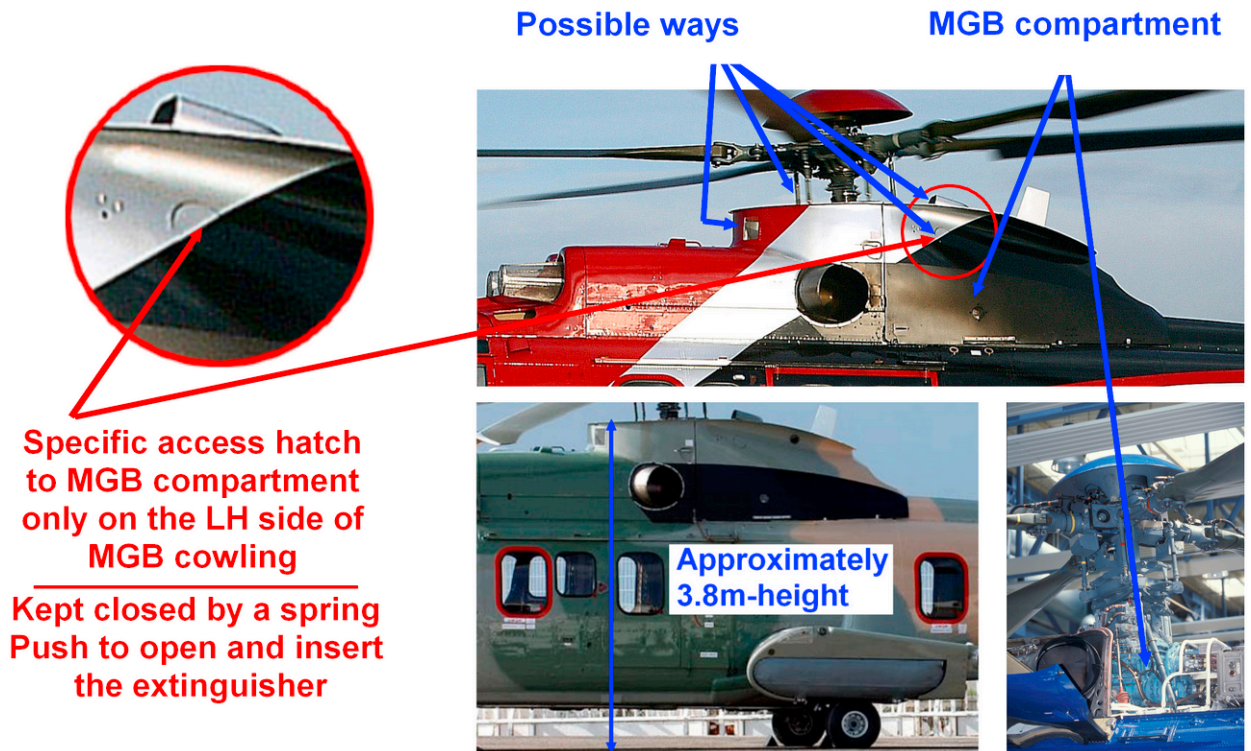 Possible ways
MGB compartment
Specific access hatch
to MGB compartment
only on the LH side of
MGB cowling
Kept closed by a spring
Push to open and insert
the extinguisher
Approximately
3.8m-height